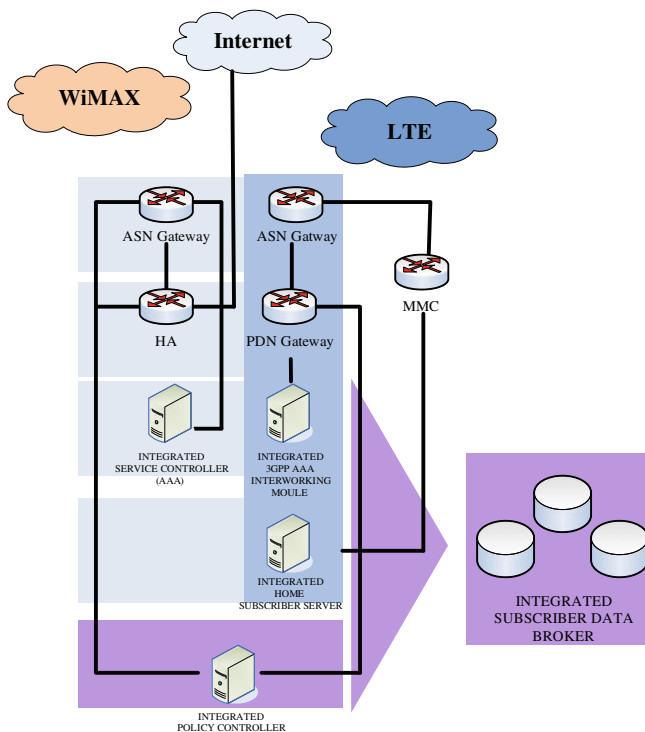 Internet
WiMAX
LTE
ASN Gateway
ASN Gatway
MMC
HA
PDN Gateway
INTEGRATED
SERVICE CONTROLLER
(AAA)
INTEGRATED
3GPP AAA
INTERWORKING
MOULE
INTEGRATED
HOME
SUBSCRIBER SERVER
INTEGRATED
SUBSCRIBER DATA
BROKER
INTEGRATED
POLICY CONTROLLER